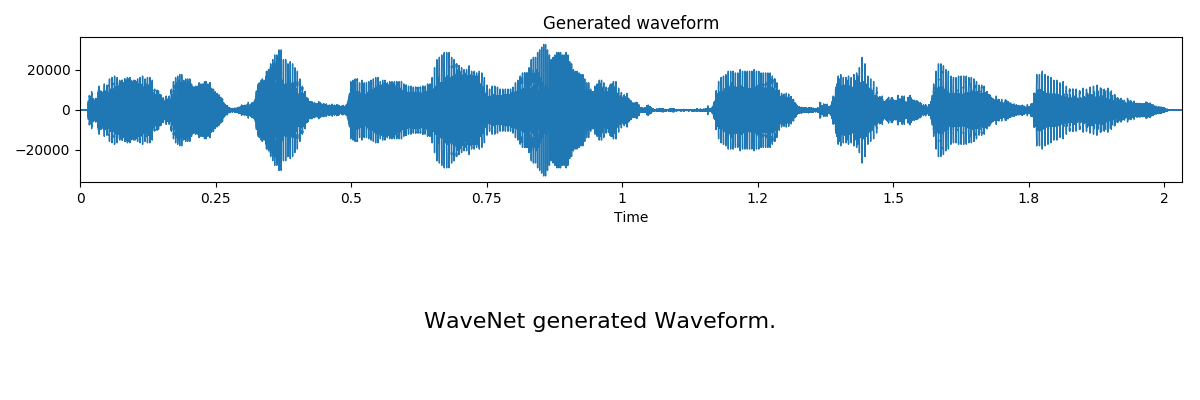 Generated waveform
20000
0
−20000
0 0.25 0.5 0.75 1 1.2 1.5 1.8 2
Time
WaveNet generated Waveform.